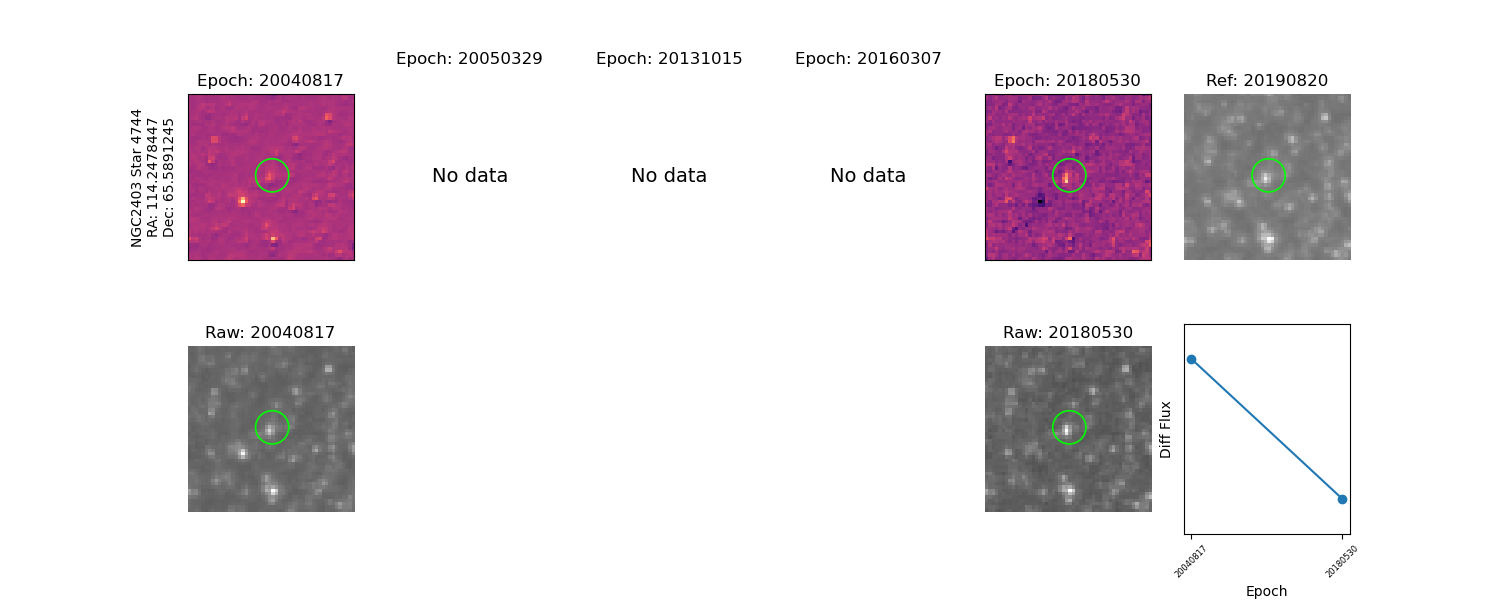 Epoch: 20040817
Epoch: 20050329
Epoch: 20131015
Epoch: 20160307
Epoch: 20180530
Ref: 20190820
NGC2403 Star 4744
RA: 114.2478447
Dec: 65.5891245
No data
No data
No data
Raw: 20040817
Raw: 20180530
Diff Flux
20040817
20180530
Epoch